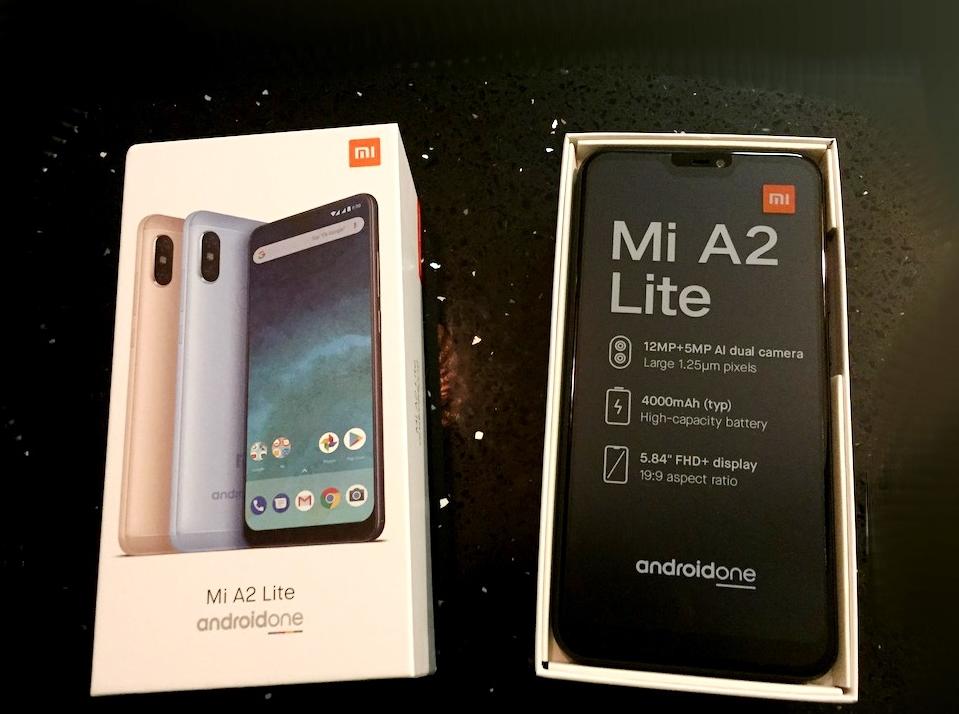 mi
android
Mi A2 Lite
androidone
mi
Mi A2
Lite
12MP+5MP AI dual camera
Large 1.25μm pixels
4000mAh (typ)
High-capacity battery
5.84" FHD+ display
19:9 aspect ratio
androidone